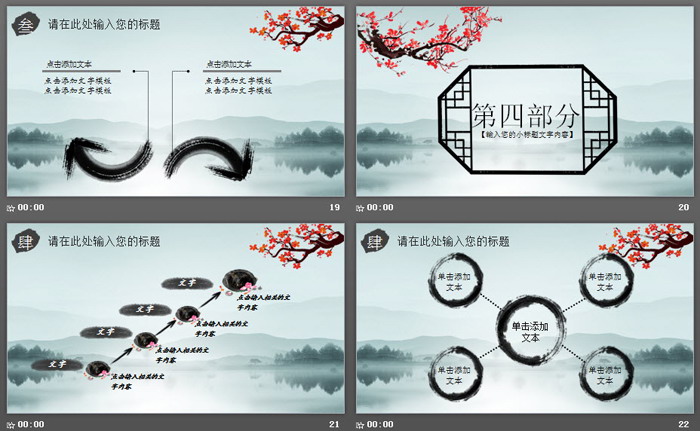 叁
请在此处输入您的标题
点击添加文本
点击添加文字模板
点击添加文字模板
点击添加文本
点击添加文字模板
点击添加文字模板
00:00
19
第四部分
【输入您的小标题文字内容】
00:00
20
肆
请在此处输入您的标题
文字
点击输入相关的文
字内容
文字
点击输入相关的文
字内容
文字
点击输入相关的文
字内容
文字
点击输入相关的文
字内容
00:00
21
肆
请在此处输入您的标题
单击添加
文本
单击添加
文本
单击添加
文本
单击添加
文本
单击添加
文本
00:00
22